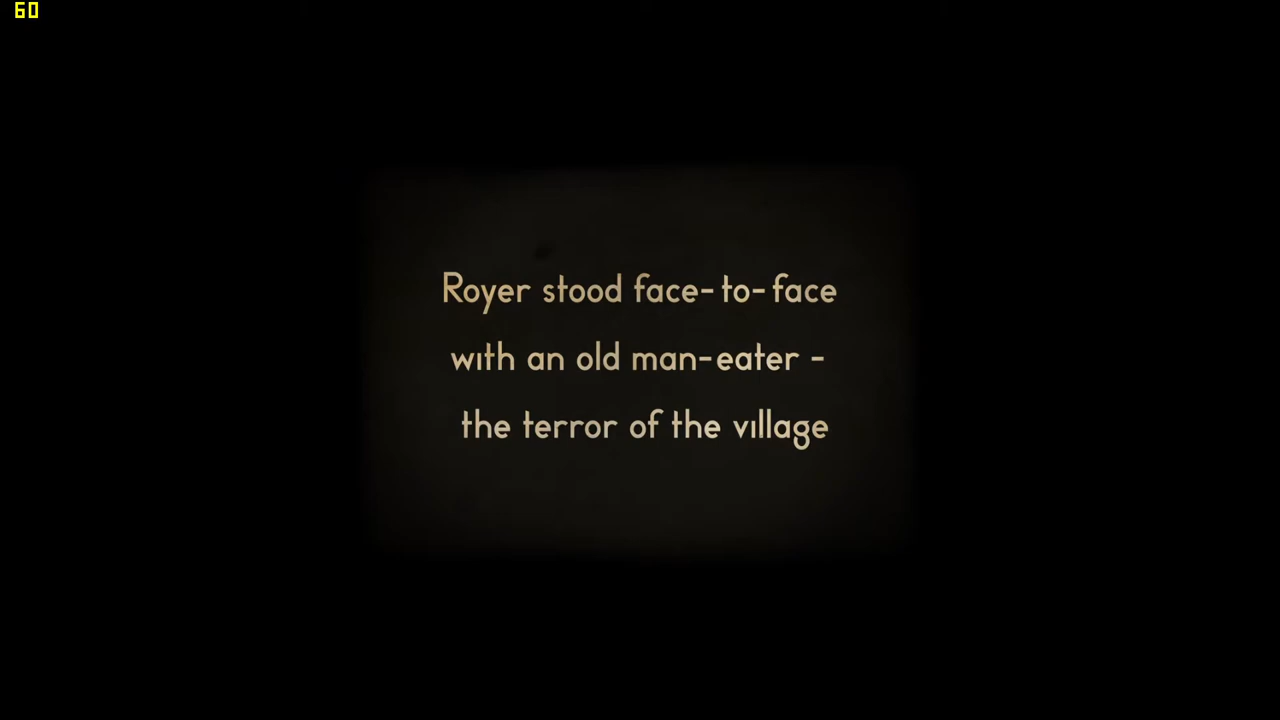 60
Royer stood face-to-face
with an old man-eater -
the terror of the village